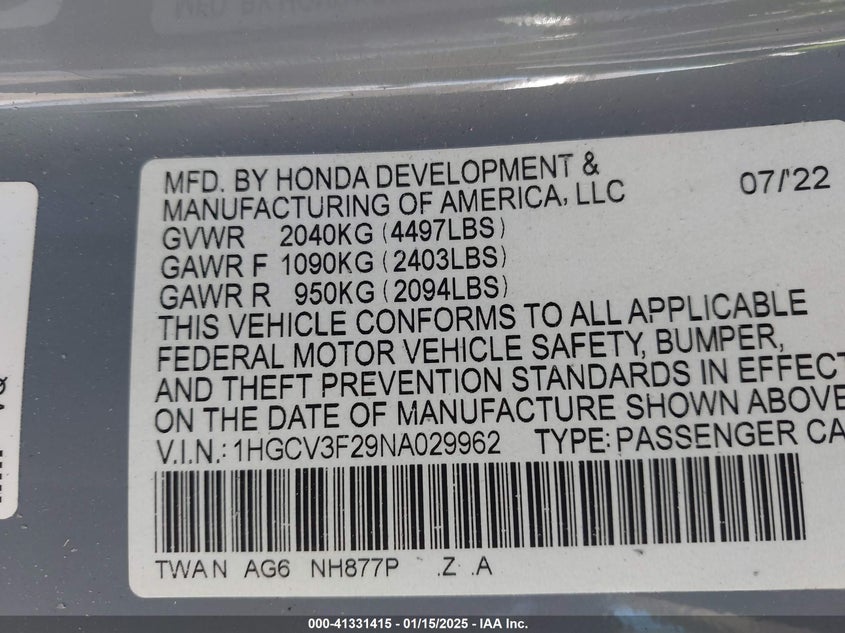 MFD. BY HONDA DEVELOPMENT &
MANUFACTURING OF AMERICA, LLC 07/'22
GVWR 2040KG (4497LBS)
GAWR F 1090KG (2403LBS)
GAWR R 950KG (2094LBS)
THIS VEHICLE CONFORMS TO ALL APPLICABLE
FEDERAL MOTOR VEHICLE SAFETY, BUMPER,
AND THEFT PREVENTION STANDARDS IN EFFECT
ON THE DATE OF MANUFACTURE SHOWN ABOVE
V.I.N.: 1HGCV3F29NA029962 TYPE: PASSENGER CA
TWAN AG6 NH877P .Z .A
000-41331415 - 01/15/2025 - IAA Inc.